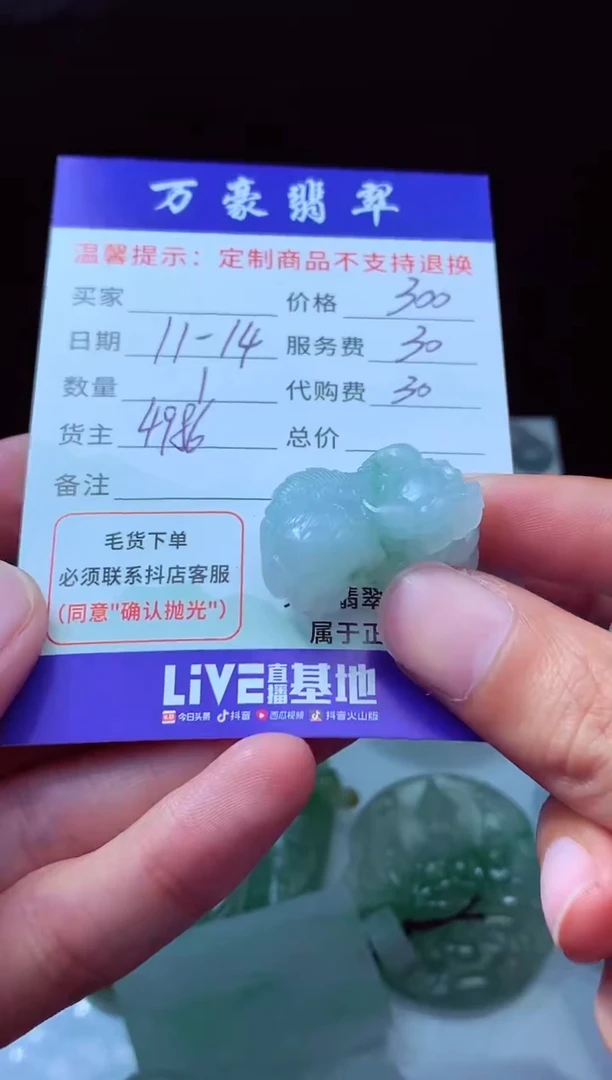 万豪翡翠
温馨提示：定制商品不支持退换
买家 价格 300
日期 11-14 服务费 30
数量 1 代购费 30
货主 4986 总价
备注
毛货下单
必须联系抖店客服
(同意"确认抛光")
翡翠
属于正
LiVE直播基地
今日头条 抖音 西瓜视频 抖音火山版